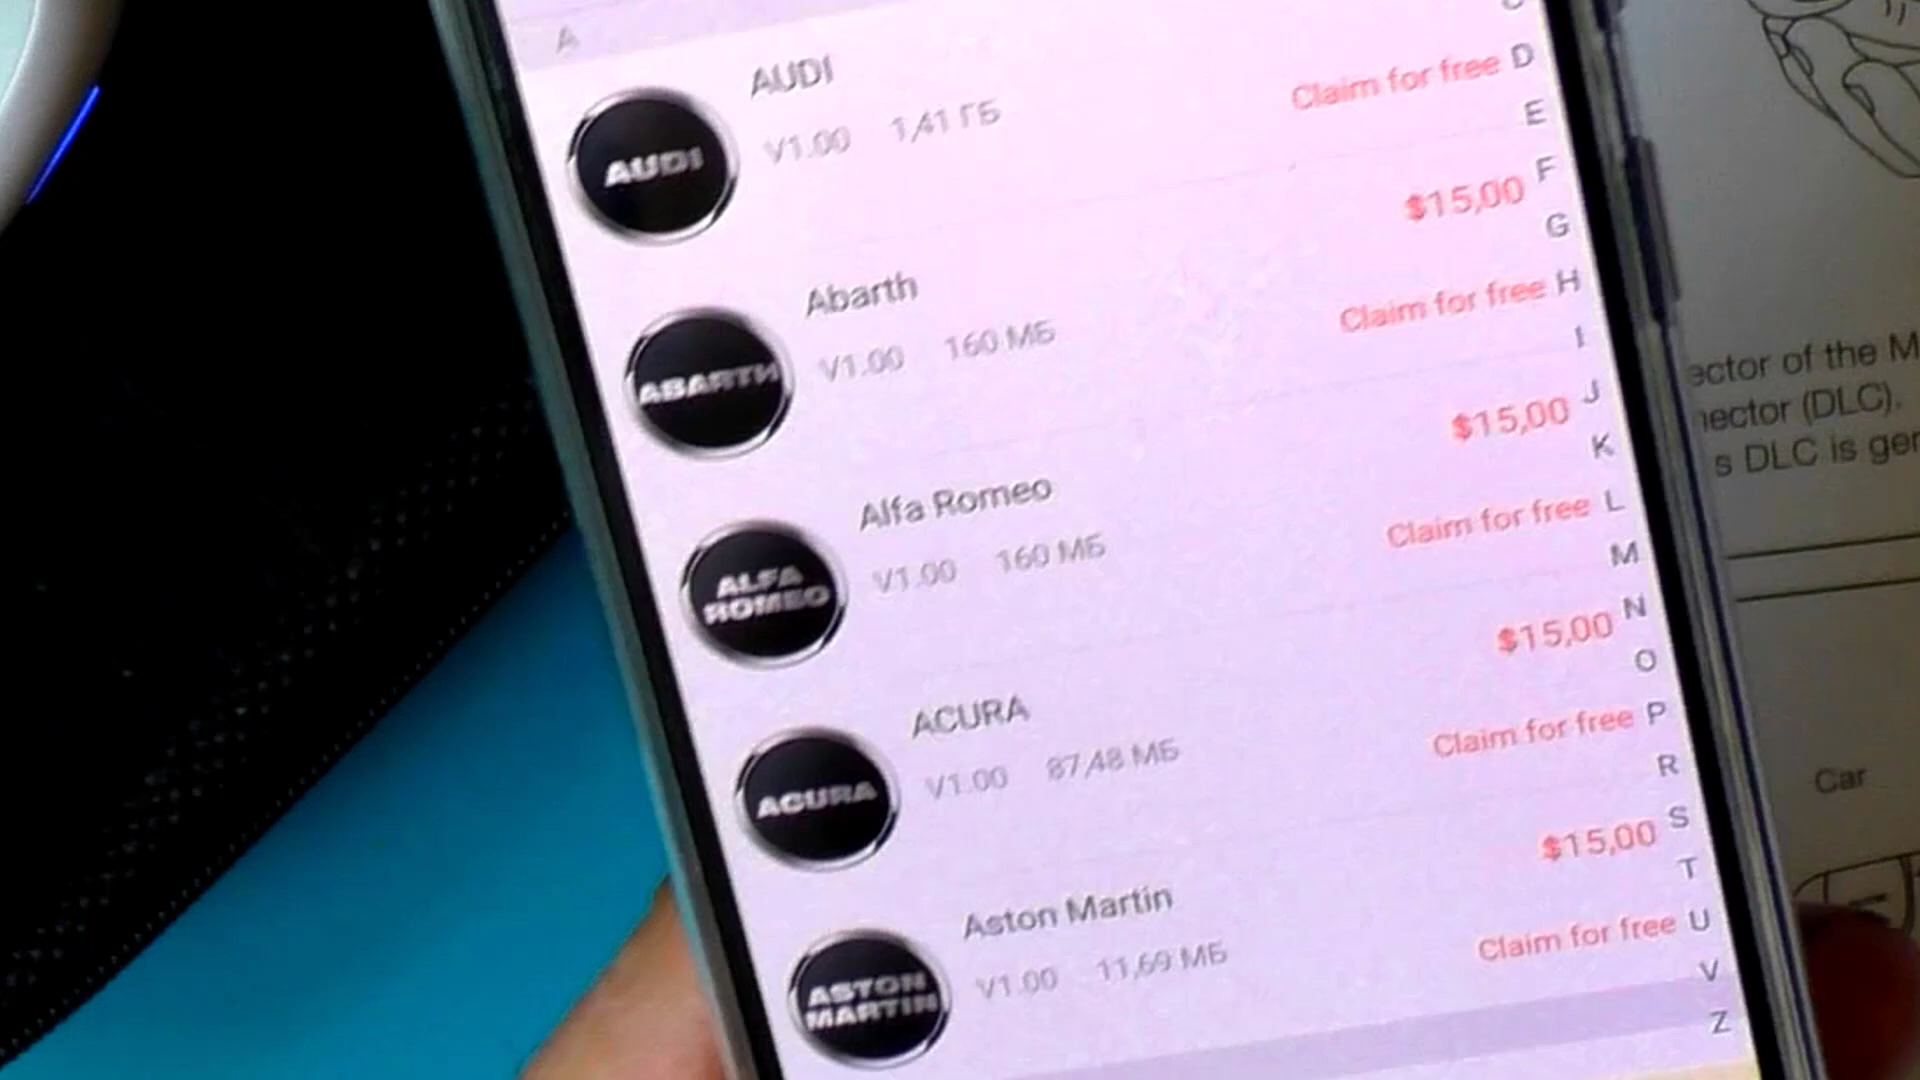 A
AUDI
V1.00 1,41 ГБ
Claim for free
AUDI
$15,00
Abarth
V1.00 160 МБ
Claim for free
ABARTH
$15,00
Alfa Romeo
V1.00 160 МБ
Claim for free
ALFA
ROMEO
$15,00
ACURA
V1.00 87,48 МБ
Claim for free
ACURA
$15,00
Aston Martin
V1.00 11,69 МБ
Claim for free
ASTON
MARTIN
D
E
F
G
H
I
J
K
L
M
N
O
P
R
S
T
U
V
Z
ector of the M
nector (DLC).
s DLC is ger
Car